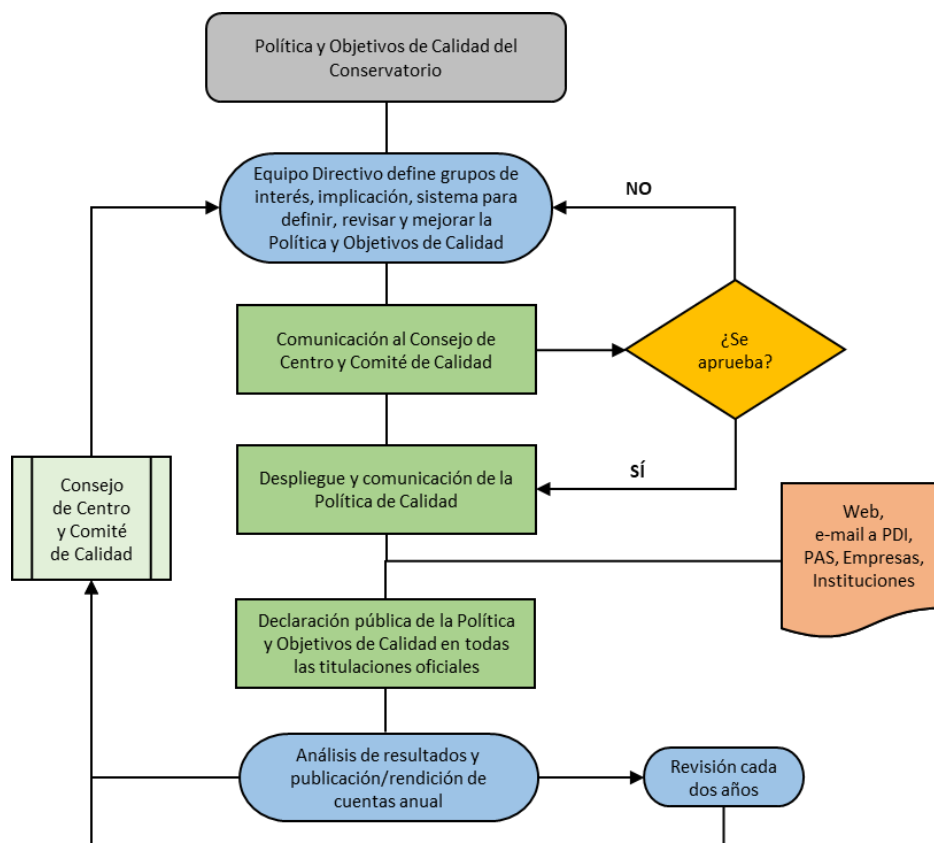 Política y Objetivos de Calidad del
Conservatorio
Equipo Directivo define grupos de
interés, implicación, sistema para
definir, revisar y mejorar la
Política y Objetivos de Calidad
NO
Comunicación al Consejo de
Centro y Comité de Calidad
¿Se
aprueba?
Despliegue y comunicación de la
Política de Calidad
SÍ
Consejo
de Centro
y Comité
de Calidad
Web,
e-mail a PDI,
PAS, Empresas,
Instituciones
Declaración pública de la Política
y Objetivos de Calidad en todas
las titulaciones oficiales
Análisis de resultados y
publicación/rendición de
cuentas anual
Revisión cada
dos años